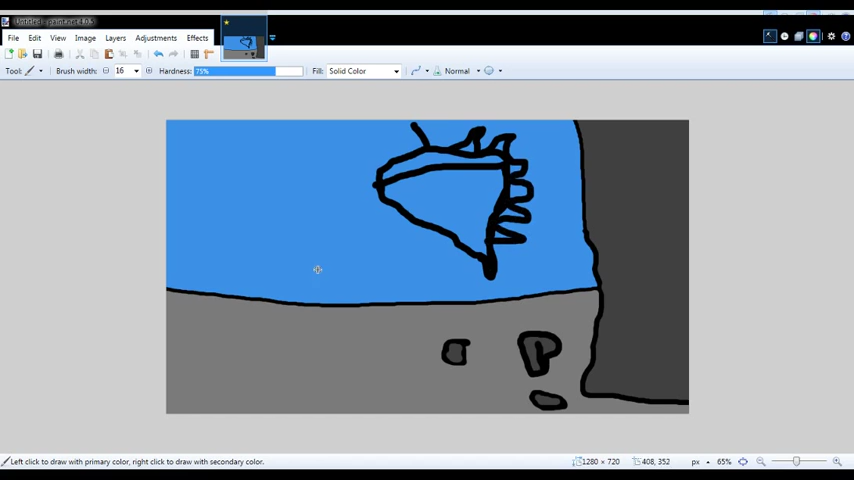 Untitled - paint.net 4.0.5
File Edit View Image Layers Adjustments Effects
Tool: Brush width: 16 Hardness: 75% Fill: Solid Color Normal
Left click to draw with primary color, right click to draw with secondary color. 1280 × 720 408, 352 px 65%